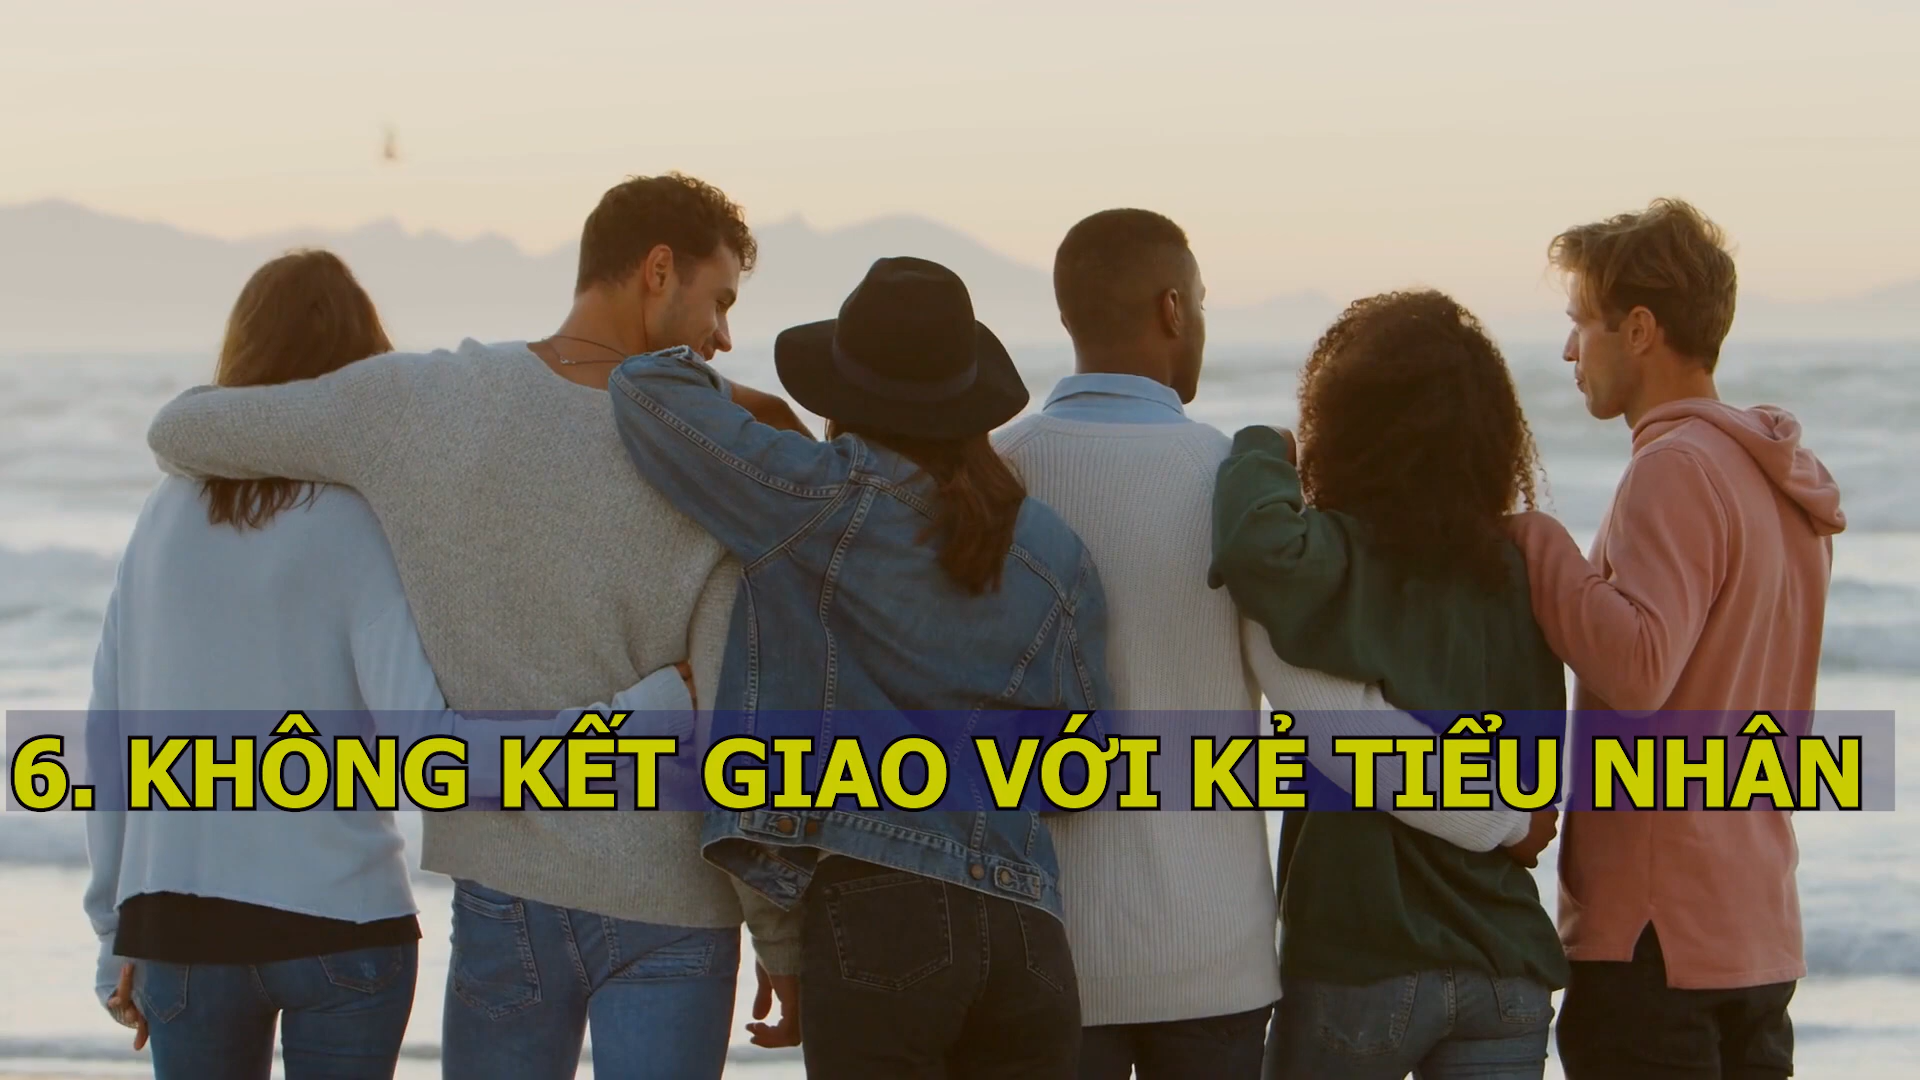 6. KHÔNG KẾT GIAO VỚI KẺ TIỂU NHÂN